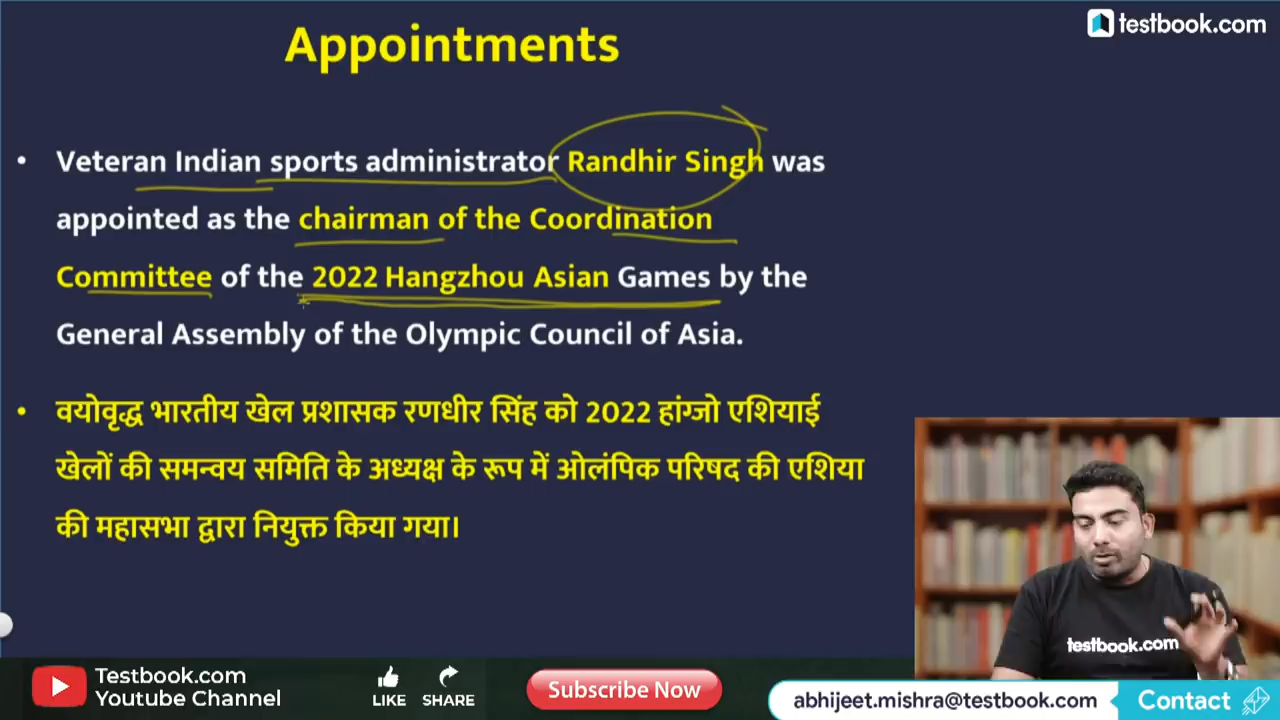 Appointments
testbook.com
• Veteran Indian sports administrator Randhir Singh was
appointed as the chairman of the Coordination
Committee of the 2022 Hangzhou Asian Games by the
General Assembly of the Olympic Council of Asia.
• वयोवृद्ध भारतीय खेल प्रशासक रणधीर सिंह को 2022 हांग्जो एशियाई
खेलों की समन्वय समिति के अध्यक्ष के रूप में ओलंपिक परिषद की एशिया
की महासभा द्वारा नियुक्त किया गया।
testbook.com
Testbook.com
Youtube Channel
LIKE
SHARE
Subscribe Now
abhijeet.mishra@testbook.com
Contact